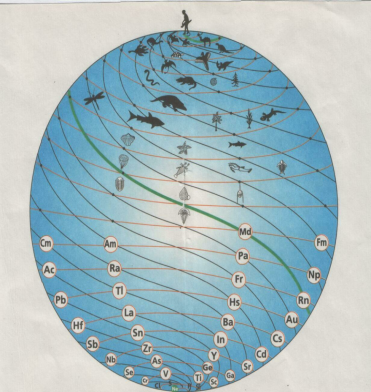 Md
Cm Am Fm
Pa
Ac Ra Np
Fr
Tl
Pb Hs Rn
La
Hf Ba Au
Sn
Sb Zr In Cs
Nb As Y Cd
Se V Ge Sr
Ti Sc Ga